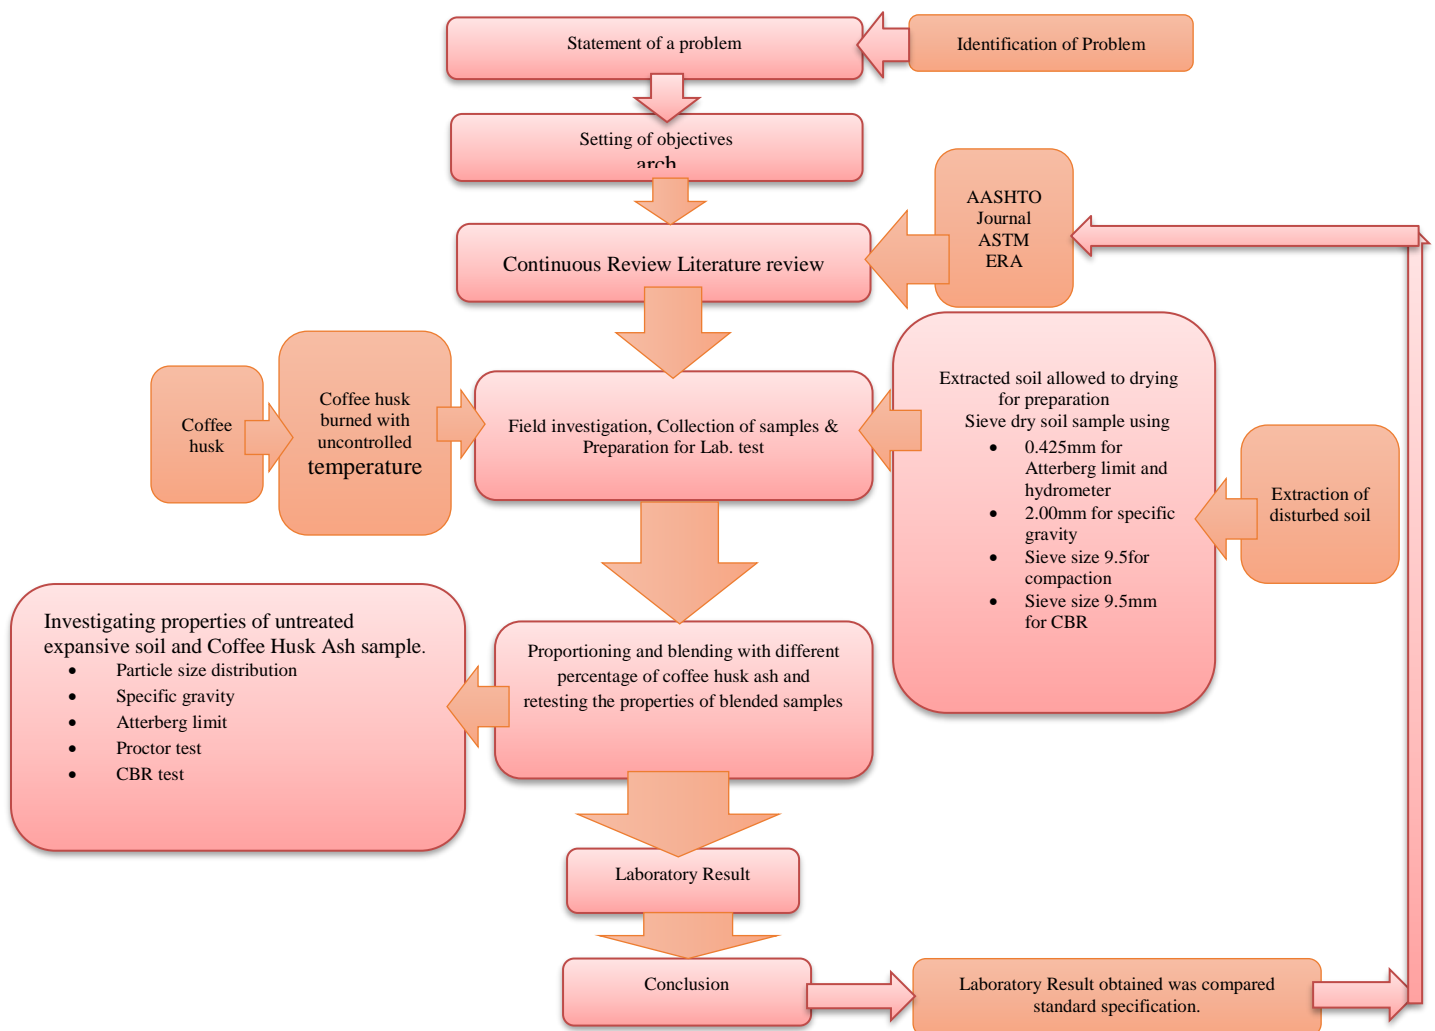 Statement of a problem
Identification of Problem
Setting of objectives
arch
AASHTO
Journal
ASTM
ERA
Continuous Review Literature review
Coffee
husk
Coffee husk
burned with
uncontrolled
temperature
Field investigation, Collection of samples &
Preparation for Lab. test
Extracted soil allowed to drying
for preparation
Sieve dry soil sample using
• 0.425mm for
Atterberg limit and
hydrometer
• 2.00mm for specific
gravity
• Sieve size 9.5for
compaction
• Sieve size 9.5mm
for CBR
Extraction of
disturbed soil
Investigating properties of untreated
expansive soil and Coffee Husk Ash sample.
• Particle size distribution
• Specific gravity
• Atterberg limit
• Proctor test
• CBR test
Proportioning and blending with different
percentage of coffee husk ash and
retesting the properties of blended samples
Laboratory Result
Conclusion
Laboratory Result obtained was compared
standard specification.